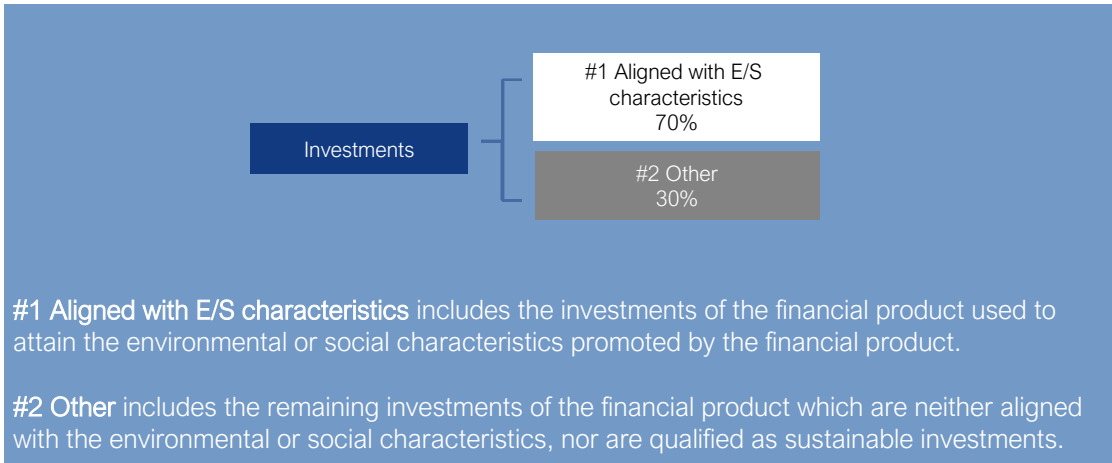 #1 Aligned with E/S
characteristics
70%
Investments
#2 Other
30%
#1 Aligned with E/S characteristics includes the investments of the financial product used to
attain the environmental or social characteristics promoted by the financial product.
#2 Other includes the remaining investments of the financial product which are neither aligned
with the environmental or social characteristics, nor are qualified as sustainable investments.